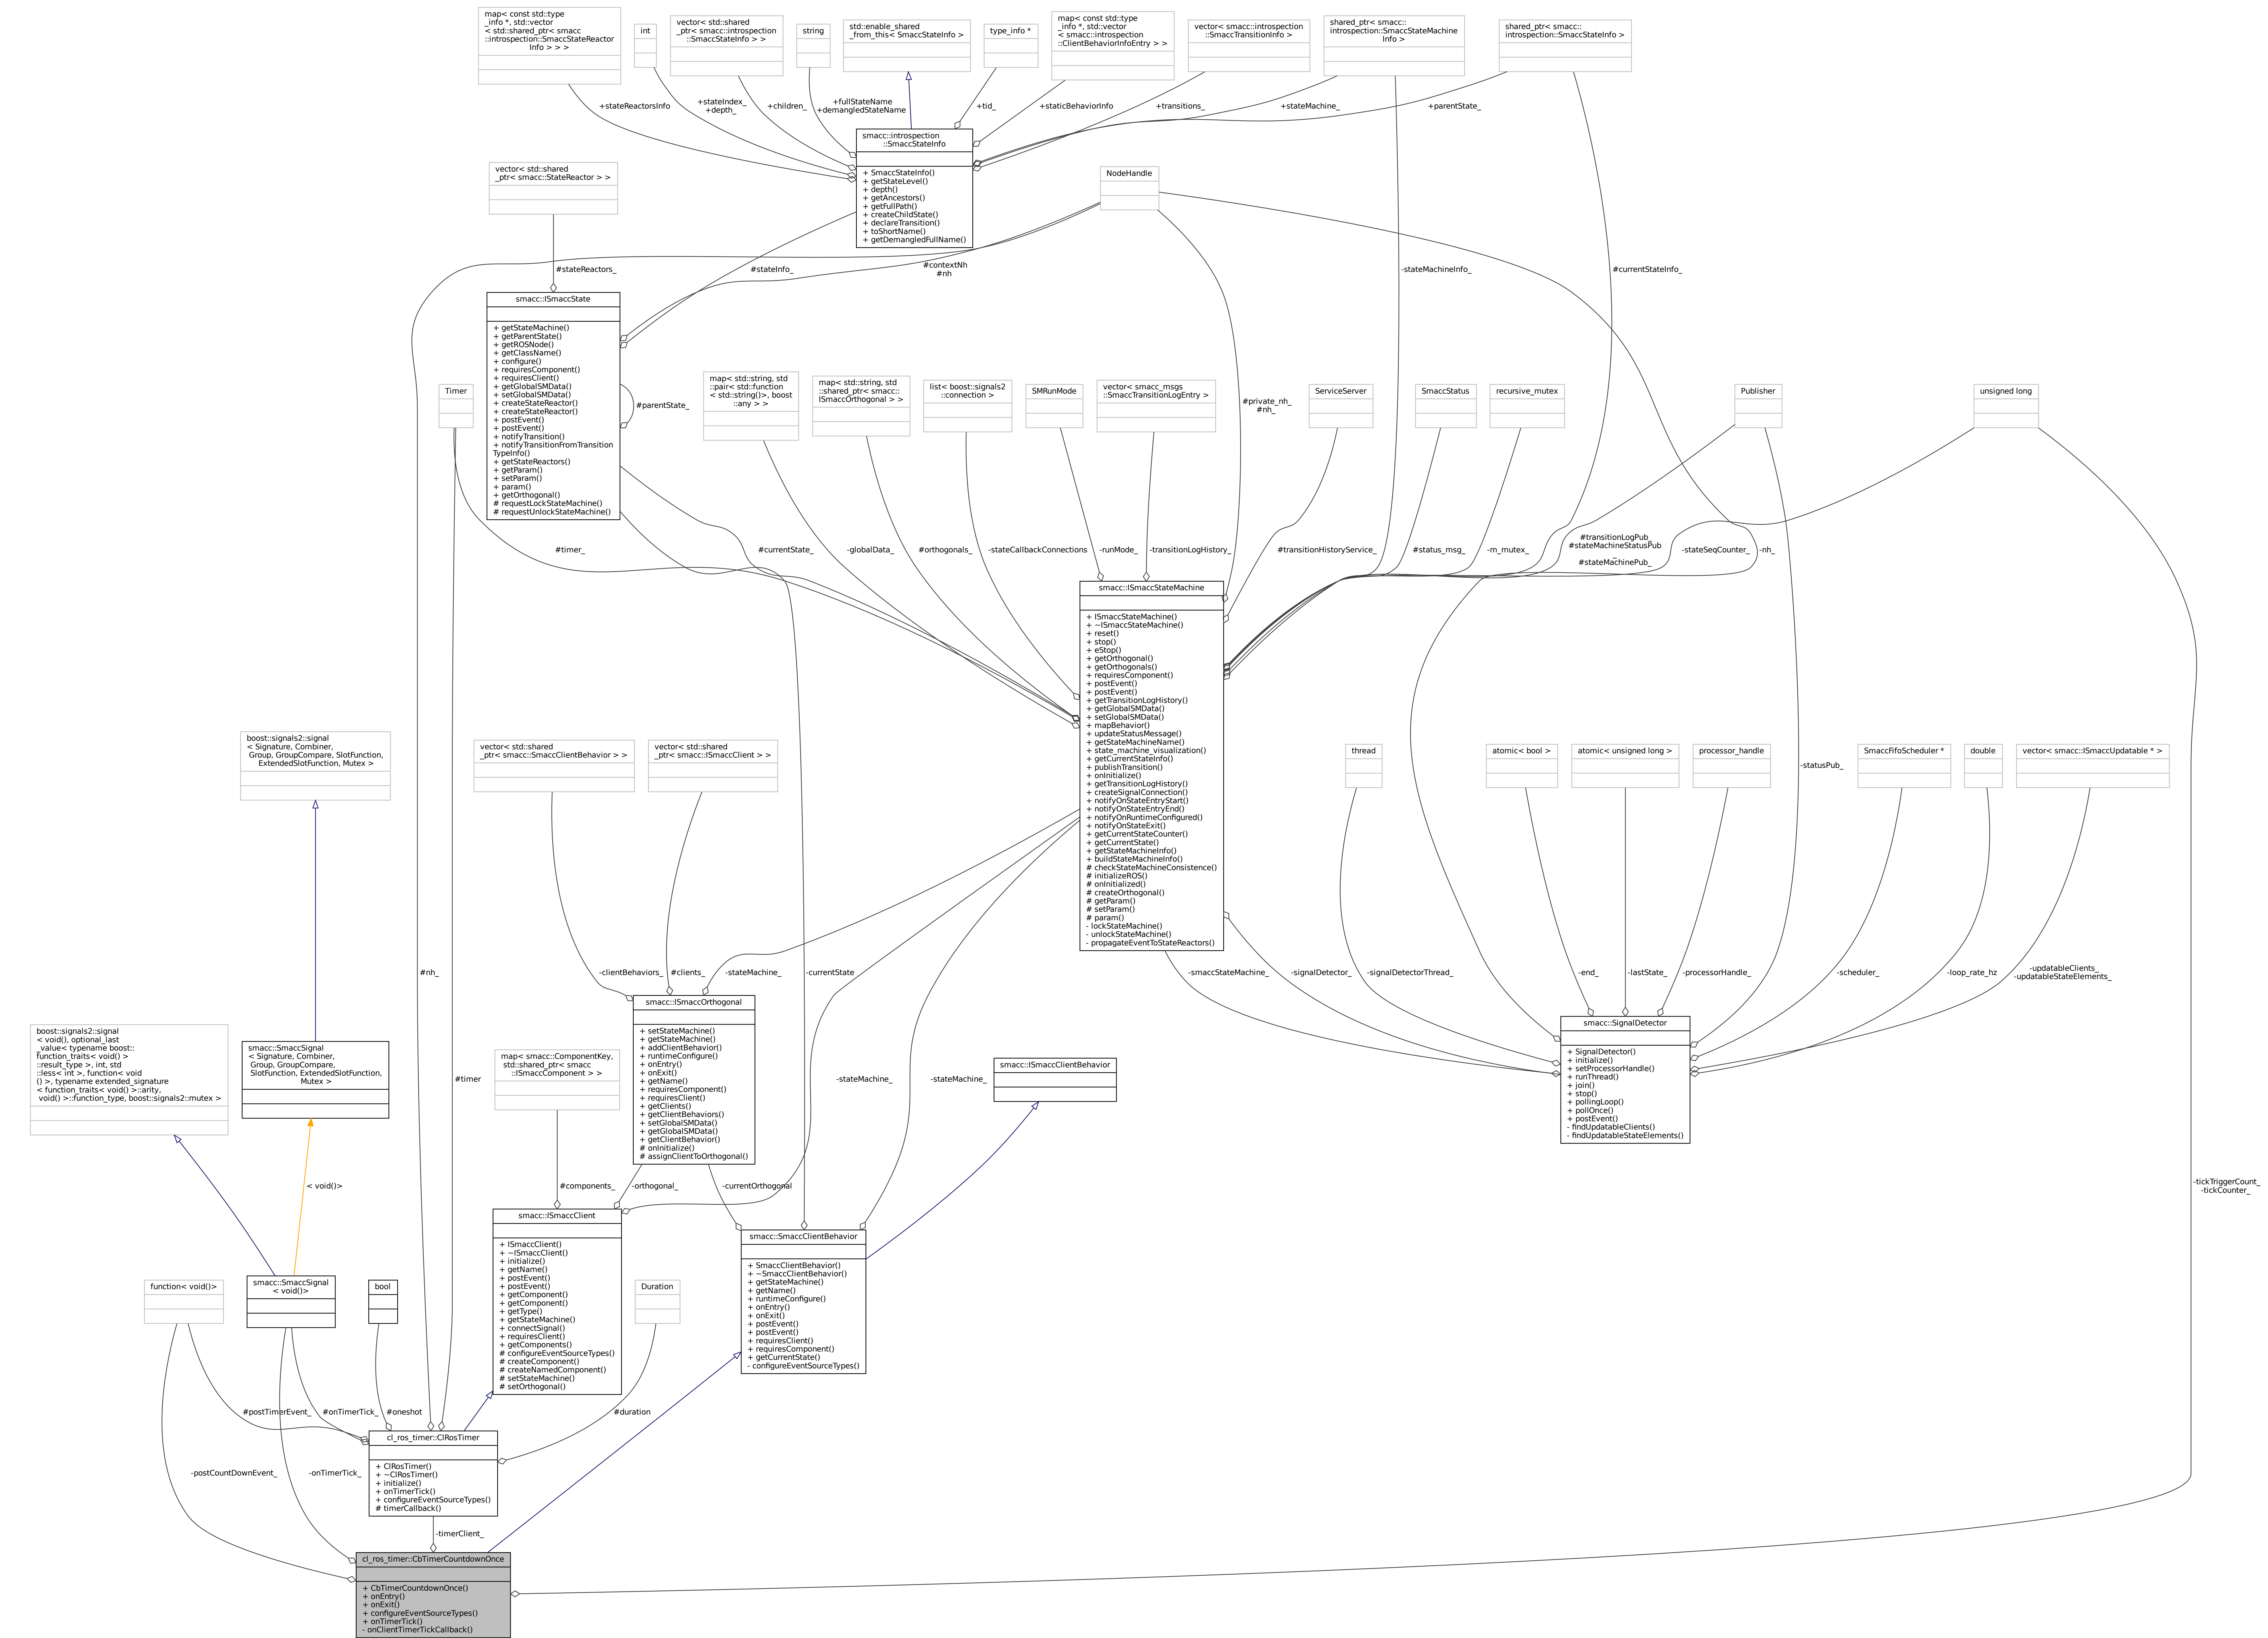 map< const std::type
_info *, std::vector
< std::shared_ptr< smacc
::introspection::SmaccStateReactor
Info > > >
int
vector< std::shared
_ptr< smacc::introspection
::SmaccStateInfo > >
string
std::enable_shared
_from_this< SmaccStateInfo >
type_info *
map< const std::type
_info *, std::vector
< smacc::introspection
::ClientBehaviorInfoEntry > >
vector< smacc::introspection
::SmaccTransitionInfo >
shared_ptr< smacc::
introspection::SmaccStateMachine
Info >
shared_ptr< smacc::
introspection::SmaccStateInfo >
+stateReactorsInfo
+stateIndex_
+depth_
+children_
+fullStateName
+demangledStateName
+tid_
+staticBehaviorInfo
+transitions_
+stateMachine_
+parentState_
smacc::introspection
::SmaccStateInfo
+ SmaccStateInfo()
+ getStateLevel()
+ depth()
+ getAncestors()
+ getFullPath()
+ createChildState()
+ declareTransition()
+ toShortName()
+ getDemangledFullName()
vector< std::shared
_ptr< smacc::StateReactor > >
NodeHandle
#stateReactors_
#stateInfo_
#contextNh
#nh
-stateMachineInfo_
#currentStateInfo_
smacc::ISmaccState
+ getStateMachine()
+ getParentState()
+ getROSNode()
+ getClassName()
+ configure()
+ requiresComponent()
+ requiresClient()
+ getGlobalSMData()
+ setGlobalSMData()
+ createStateReactor()
+ createStateReactor()
+ postEvent()
+ postEvent()
+ notifyTransition()
+ notifyTransitionFromTransition
TypeInfo()
+ getStateReactors()
+ getParam()
+ setParam()
+ param()
+ getOrthogonal()
# requestLockStateMachine()
# requestUnlockStateMachine()
#parentState_
Timer
map< std::string, std
::pair< std::function
< std::string()>, boost
::any > >
map< std::string, std
::shared_ptr< smacc::
ISmaccOrthogonal > >
list< boost::signals2
::connection >
SMRunMode
vector< smacc_msgs
::SmaccTransitionLogEntry >
#private_nh_
#nh_
ServiceServer
SmaccStatus
recursive_mutex
Publisher
unsigned long
#timer_
#currentState_
-globalData_
#orthogonals_
-stateCallbackConnections
-runMode_
-transitionLogHistory_
#transitionHistoryService_
#status_msg_
-m_mutex_
#transitionLogPub_
#stateMachineStatusPub
_
#stateMachinePub_
-stateSeqCounter_
-nh_
smacc::ISmaccStateMachine
+ ISmaccStateMachine()
+ ~ISmaccStateMachine()
+ reset()
+ stop()
+ eStop()
+ getOrthogonal()
+ getOrthogonals()
+ requiresComponent()
+ postEvent()
+ postEvent()
+ getTransitionLogHistory()
+ getGlobalSMData()
+ setGlobalSMData()
+ mapBehavior()
+ updateStatusMessage()
+ getStateMachineName()
+ state_machine_visualization()
+ getCurrentStateInfo()
+ publishTransition()
+ onInitialize()
+ getTransitionLogHistory()
+ createSignalConnection()
+ notifyOnStateEntryStart()
+ notifyOnStateEntryEnd()
+ notifyOnRuntimeConfigured()
+ notifyOnStateExit()
+ getCurrentStateCounter()
+ getCurrentState()
+ getStateMachineInfo()
+ buildStateMachineInfo()
# checkStateMachineConsistence()
# initializeROS()
# onInitialized()
# createOrthogonal()
# getParam()
# setParam()
# param()
- lockStateMachine()
- unlockStateMachine()
- propagateEventToStateReactors()
boost::signals2::signal
< Signature, Combiner,
Group, GroupCompare, SlotFunction,
ExtendedSlotFunction, Mutex >
vector< std::shared
_ptr< smacc::SmaccClientBehavior > >
vector< std::shared
_ptr< smacc::ISmaccClient > >
thread
atomic< bool >
atomic< unsigned long >
processor_handle
SmaccFifoScheduler *
double
vector< smacc::ISmaccUpdatable * >
-statusPub_
#nh_
-clientBehaviors_
#clients_
-stateMachine_
-currentState
-smaccStateMachine_
-signalDetector_
-signalDetectorThread_
-end_
-lastState_
-processorHandle_
-scheduler_
-loop_rate_hz
-updatableClients_
-updatableStateElements_
smacc::ISmaccOrthogonal
+ setStateMachine()
+ getStateMachine()
+ addClientBehavior()
+ runtimeConfigure()
+ onEntry()
+ onExit()
+ getName()
+ requiresComponent()
+ requiresClient()
+ getClients()
+ getClientBehaviors()
+ setGlobalSMData()
+ getGlobalSMData()
+ getClientBehavior()
# onInitialize()
# assignClientToOrthogonal()
smacc::SignalDetector
+ SignalDetector()
+ initialize()
+ setProcessorHandle()
+ runThread()
+ join()
+ stop()
+ pollingLoop()
+ pollOnce()
+ postEvent()
- findUpdatableClients()
- findUpdatableStateElements()
boost::signals2::signal
< void(), optional_last
_value< typename boost::
function_traits< void() >
::result_type >, int, std
::less< int >, function< void
() >, typename extended_signature
< function_traits< void() >::arity,
void() >::function_type, boost::signals2::mutex >
smacc::SmaccSignal
< Signature, Combiner,
Group, GroupCompare,
SlotFunction, ExtendedSlotFunction,
Mutex >
map< smacc::ComponentKey,
std::shared_ptr< smacc
::ISmaccComponent > >
smacc::ISmaccClientBehavior
#timer
-stateMachine_
-stateMachine_
< void()>
#components_
-orthogonal_
-currentOrthogonal
-tickTriggerCount_
-tickCounter_
smacc::ISmaccClient
+ ISmaccClient()
+ ~ISmaccClient()
+ initialize()
+ getName()
+ postEvent()
+ postEvent()
+ getComponent()
+ getComponent()
+ getType()
+ getStateMachine()
+ connectSignal()
+ requiresClient()
+ getComponents()
# configureEventSourceTypes()
# createComponent()
# createNamedComponent()
# setStateMachine()
# setOrthogonal()
smacc::SmaccClientBehavior
+ SmaccClientBehavior()
+ ~SmaccClientBehavior()
+ getStateMachine()
+ getName()
+ runtimeConfigure()
+ onEntry()
+ onExit()
+ postEvent()
+ postEvent()
+ requiresClient()
+ requiresComponent()
+ getCurrentState()
- configureEventSourceTypes()
function< void()>
smacc::SmaccSignal
< void()>
bool
Duration
#postTimerEvent_
#onTimerTick_
#oneshot
#duration
cl_ros_timer::ClRosTimer
+ ClRosTimer()
+ ~ClRosTimer()
+ initialize()
+ onTimerTick()
+ configureEventSourceTypes()
# timerCallback()
-postCountDownEvent_
-onTimerTick_
-timerClient_
cl_ros_timer::CbTimerCountdownOnce
+ CbTimerCountdownOnce()
+ onEntry()
+ onExit()
+ configureEventSourceTypes()
+ onTimerTick()
- onClientTimerTickCallback()